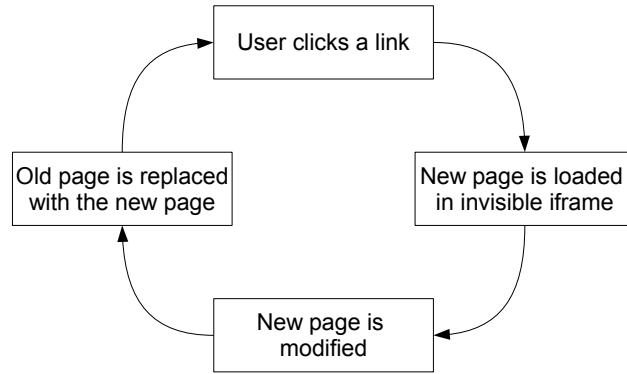 User clicks a link
Old page is replaced
with the new page
New page is loaded
in invisible iframe
New page is
modified